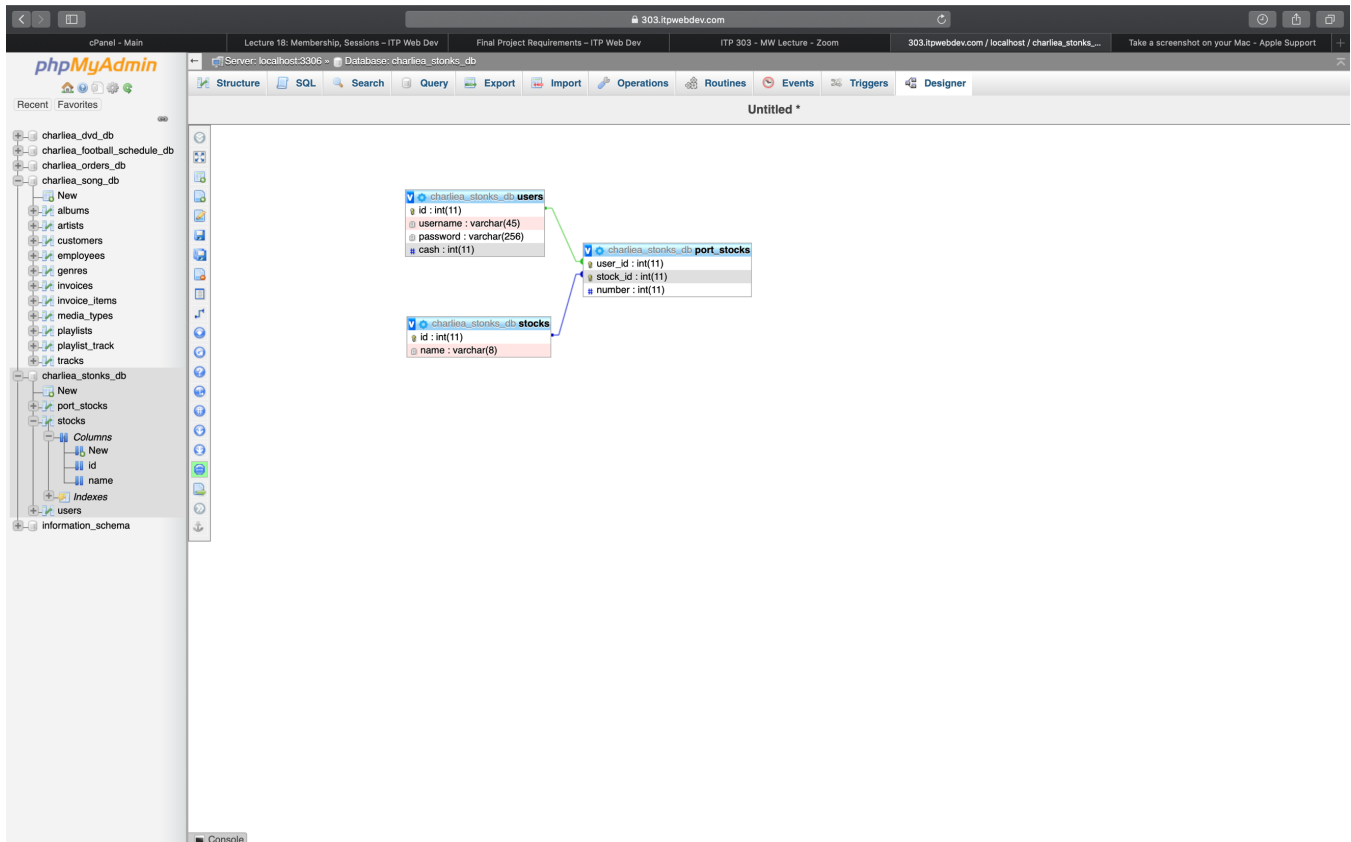 303.itpwebdev.com
cPanel - Main
Lecture 18: Membership, Sessions – ITP Web Dev
Final Project Requirements – ITP Web Dev
ITP 303 - MW Lecture - Zoom
303.itpwebdev.com / localhost / charliea_stonks_...
Take a screenshot on your Mac - Apple Support
phpMyAdmin
Recent Favorites
charliea_dvd_db
charliea_football_schedule_db
charliea_orders_db
charliea_song_db
New
albums
artists
customers
employees
genres
invoices
invoice_items
media_types
playlists
playlist_track
tracks
charliea_stonks_db
New
port_stocks
stocks
Columns
New
id
name
Indexes
users
information_schema
Server: localhost:3306 » Database: charliea_stonks_db
Structure SQL Search Query Export Import Operations Routines Events Triggers Designer
Untitled *
v charliea_stonks_db users
id : int(11)
username : varchar(45)
password : varchar(256)
# cash : int(11)
v charliea_stonks_db port_stocks
user_id : int(11)
stock_id : int(11)
# number : int(11)
v charliea_stonks_db stocks
id : int(11)
name : varchar(8)
Console